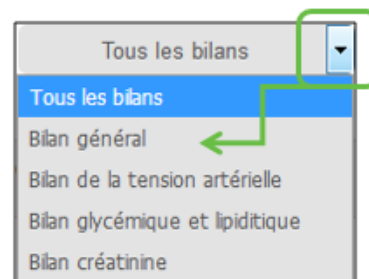 Tous les bilans
Tous les bilans
Bilan général
Bilan de la tension artérielle
Bilan glycémique et lipiditique
Bilan créatinine